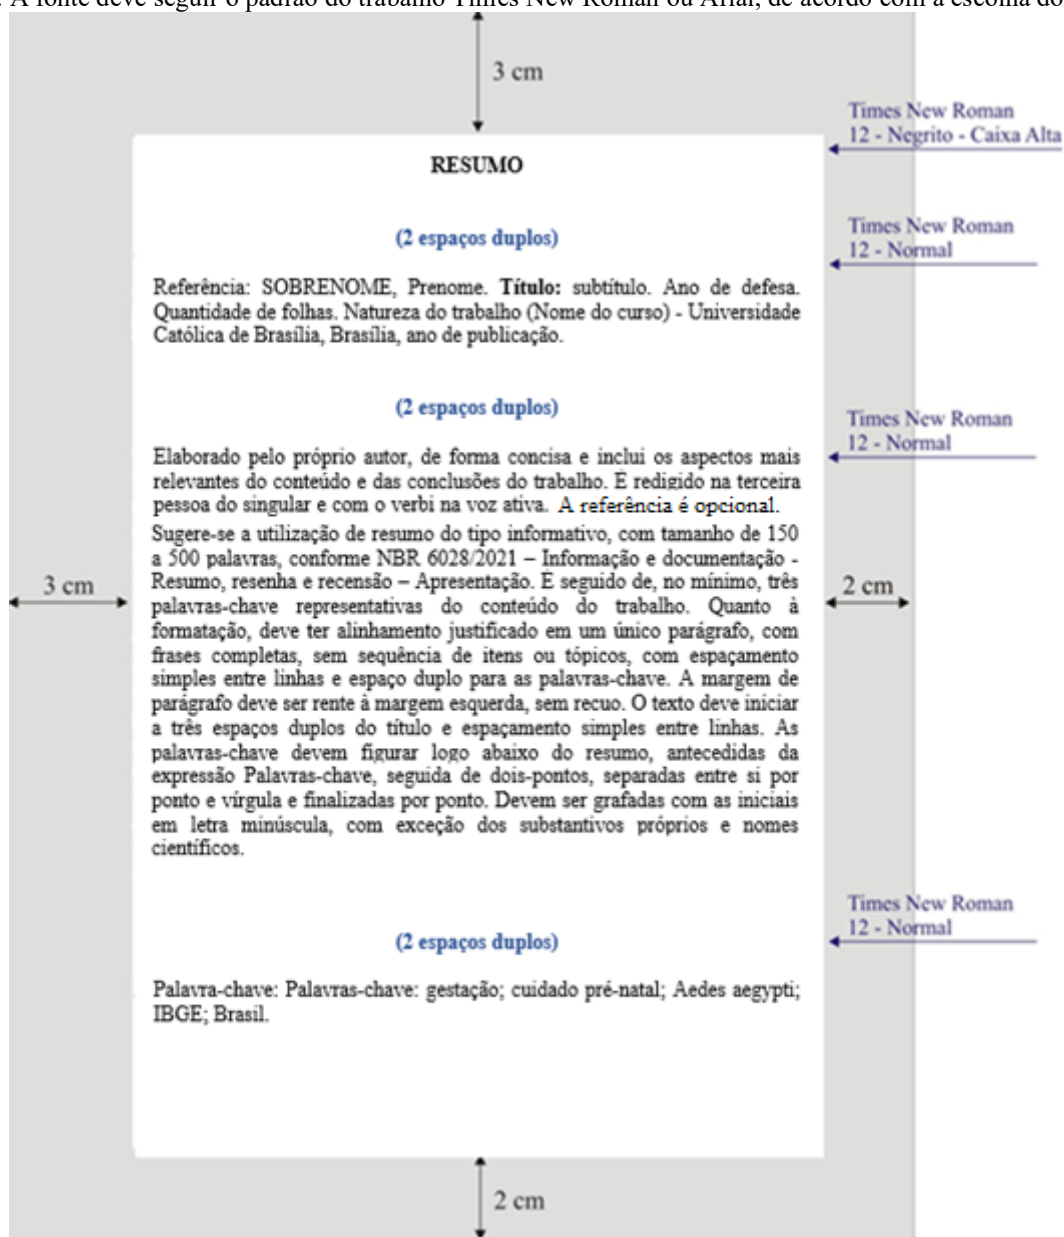 A fonte deve seguir o padrão do trabalho Times New Roman ou Arial, de acordo com a escolha do
3 cm
Times New Roman
12 - Negrito - Caixa Alta
RESUMO
(2 espaços duplos)
Times New Roman
12 - Normal
Referência: SOBRENOME, Prenome. Título: subtítulo. Ano de defesa.
Quantidade de folhas. Natureza do trabalho (Nome do curso) - Universidade
Católica de Brasília, Brasília, ano de publicação.
(2 espaços duplos)
Times New Roman
12 - Normal
Elaborado pelo próprio autor, de forma concisa e inclui os aspectos mais
relevantes do conteúdo e das conclusões do trabalho. É redigido na terceira
pessoa do singular e com o verbi na voz ativa. A referência é opcional.
Sugere-se a utilização de resumo do tipo informativo, com tamanho de 150
a 500 palavras, conforme NBR 6028/2021 – Informação e documentação -
Resumo, resenha e recensão – Apresentação. É seguido de, no mínimo, três
palavras-chave representativas do conteúdo do trabalho. Quanto à
formatação, deve ter alinhamento justificado em um único parágrafo, com
frases completas, sem sequência de itens ou tópicos, com espaçamento
simples entre linhas e espaço duplo para as palavras-chave. A margem de
parágrafo deve ser rente à margem esquerda, sem recuo. O texto deve iniciar
a três espaços duplos do título e espaçamento simples entre linhas. As
palavras-chave devem figurar logo abaixo do resumo, antecedidas da
expressão Palavras-chave, seguida de dois-pontos, separadas entre si por
ponto e vírgula e finalizadas por ponto. Devem ser grafadas com as iniciais
em letra minúscula, com exceção dos substantivos próprios e nomes
científicos.
3 cm
2 cm
(2 espaços duplos)
Times New Roman
12 - Normal
Palavra-chave: Palavras-chave: gestação; cuidado pré-natal; Aedes aegypti;
IBGE; Brasil.
2 cm